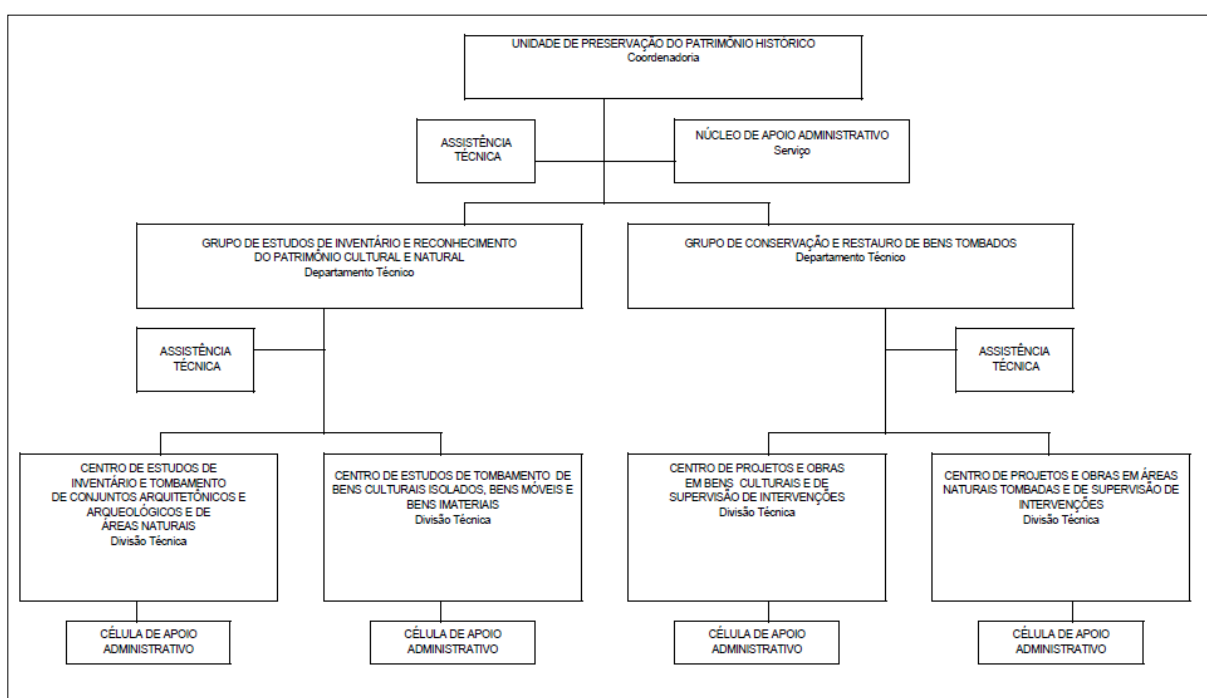 UNIDADE DE PRESERVAÇÃO DO PATRIMÔNIO HISTÓRICO
Coordenadoria
ASSISTÊNCIA
TÉCNICA
NÚCLEO DE APOIO ADMINISTRATIVO
Serviço
GRUPO DE ESTUDOS DE INVENTÁRIO E RECONHECIMENTO
DO PATRIMÔNIO CULTURAL E NATURAL
Departamento Técnico
GRUPO DE CONSERVAÇÃO E RESTAURO DE BENS TOMBADOS
Departamento Técnico
ASSISTÊNCIA
TÉCNICA
ASSISTÊNCIA
TÉCNICA
CENTRO DE ESTUDOS DE
INVENTÁRIO E TOMBAMENTO
DE CONJUNTOS ARQUITETÔNICOS E
ARQUEOLÓGICOS E DE
ÁREAS NATURAIS
Divisão Técnica
CENTRO DE ESTUDOS DE TOMBAMENTO DE
BENS CULTURAIS ISOLADOS, BENS MÓVEIS E
BENS IMATERIAIS
Divisão Técnica
CENTRO DE PROJETOS E OBRAS
EM BENS CULTURAIS E DE
SUPERVISÃO DE INTERVENÇÕES
Divisão Técnica
CENTRO DE PROJETOS E OBRAS EM ÁREAS
NATURAIS TOMBADAS E DE SUPERVISÃO DE
INTERVENÇÕES
Divisão Técnica
CÉLULA DE APOIO
ADMINISTRATIVO
CÉLULA DE APOIO
ADMINISTRATIVO
CÉLULA DE APOIO
ADMINISTRATIVO
CÉLULA DE APOIO
ADMINISTRATIVO